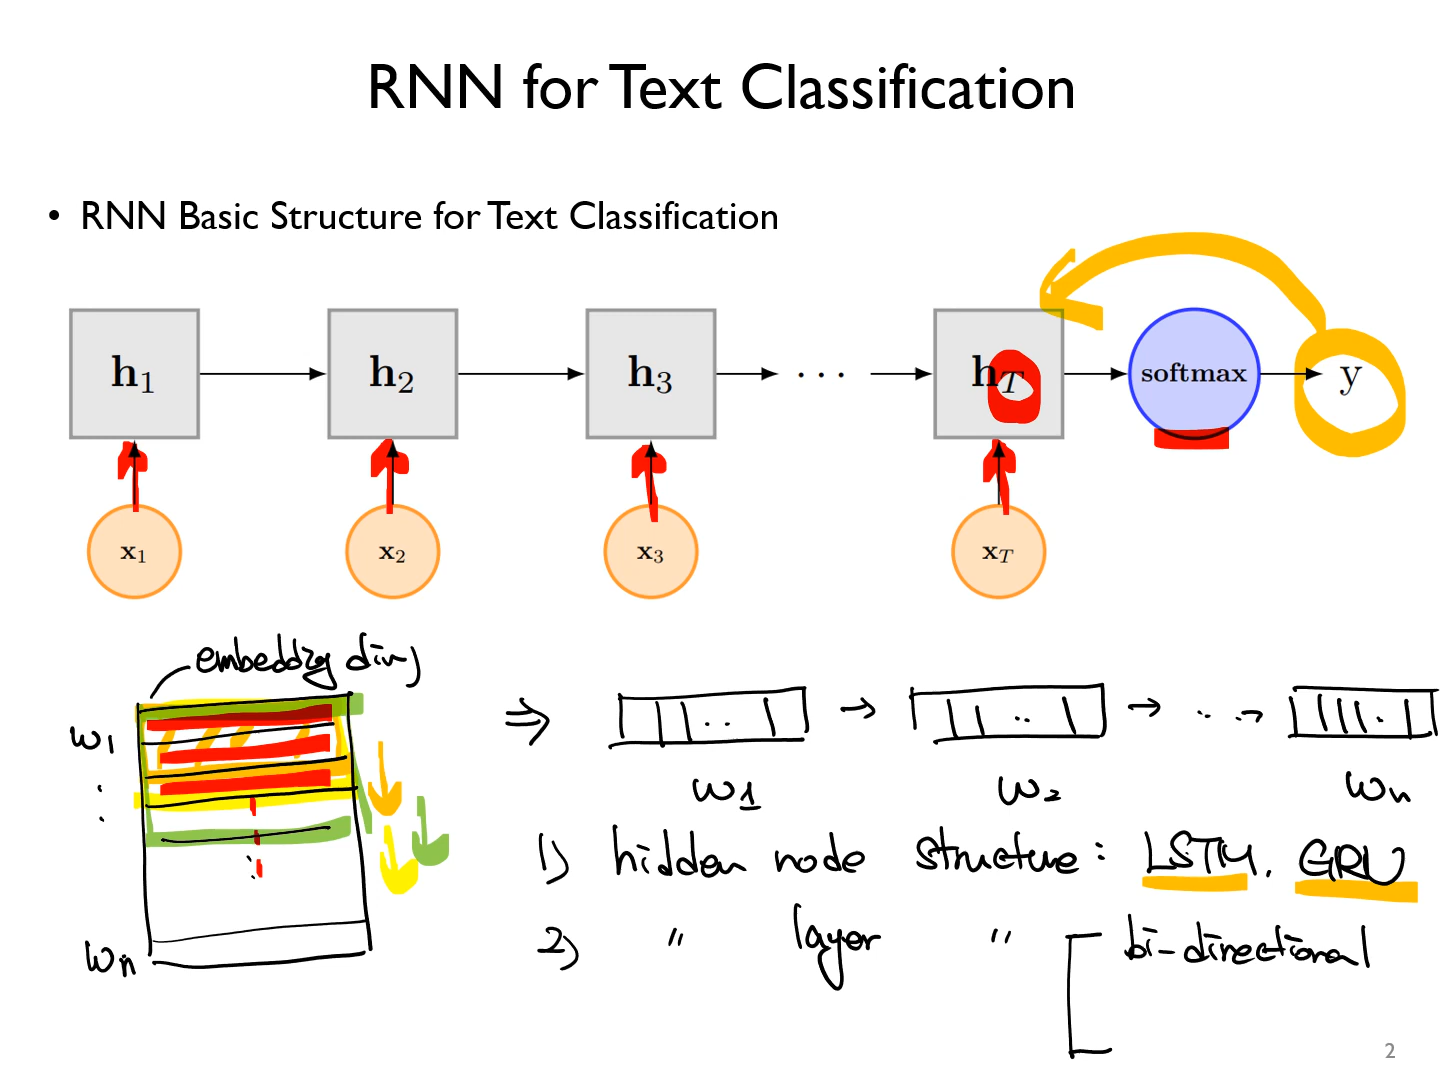 RNN for Text Classification
• RNN Basic Structure for Text Classification
h1 h2 h3 ··· hT softmax y
x1 x2 x3 xT
embedding dim
w1
:
wn
⇒ → → ·· →
w1 w2 wn
1) hidden node structure: LSTM, GRU
2) " layer " bi-directional
2